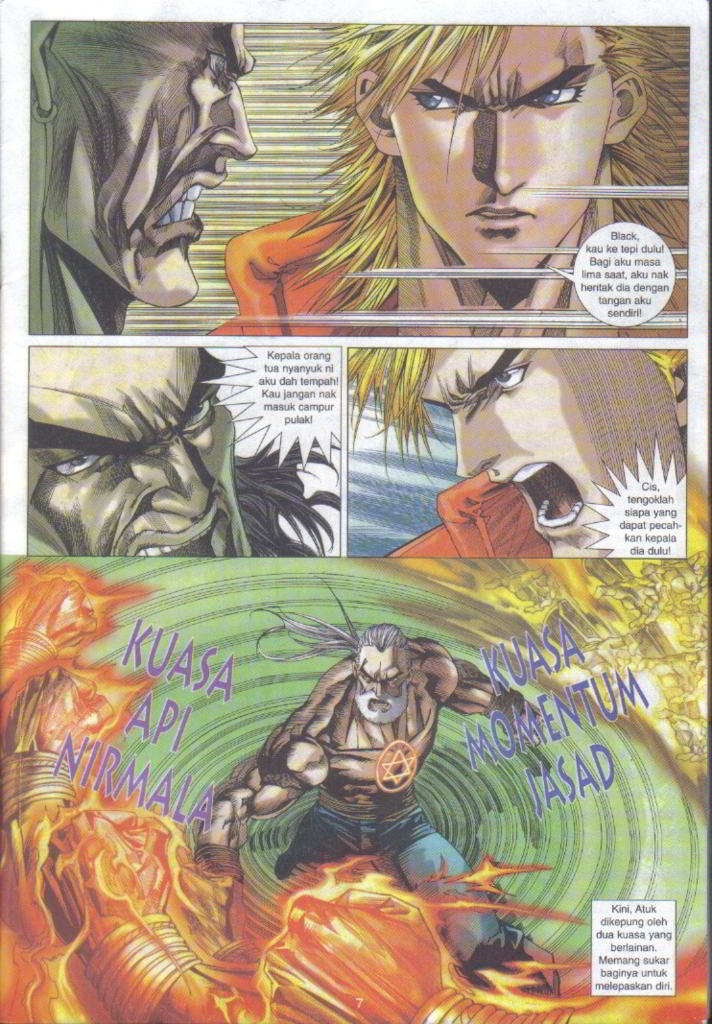 Black,
kau ke tepi dulu!
Bagi aku masa
lima saat, aku nak
hentak dia dengan
tangan aku
sendiri!
Kepala orang
tua nyanyuk ni
aku dah tempah!
Kau jangan nak
masuk campur
pulak!
Cis,
tengoklah
siapa yang
dapat pecah-
kan kepala
dia dulu!
KUASA
API
NIRMALA
KUASA
MOMENTUM
JASAD
Kini, Atuk
dikepung oleh
dua kuasa yang
berlainan.
Memang sukar
baginya untuk
melepaskan diri.
7